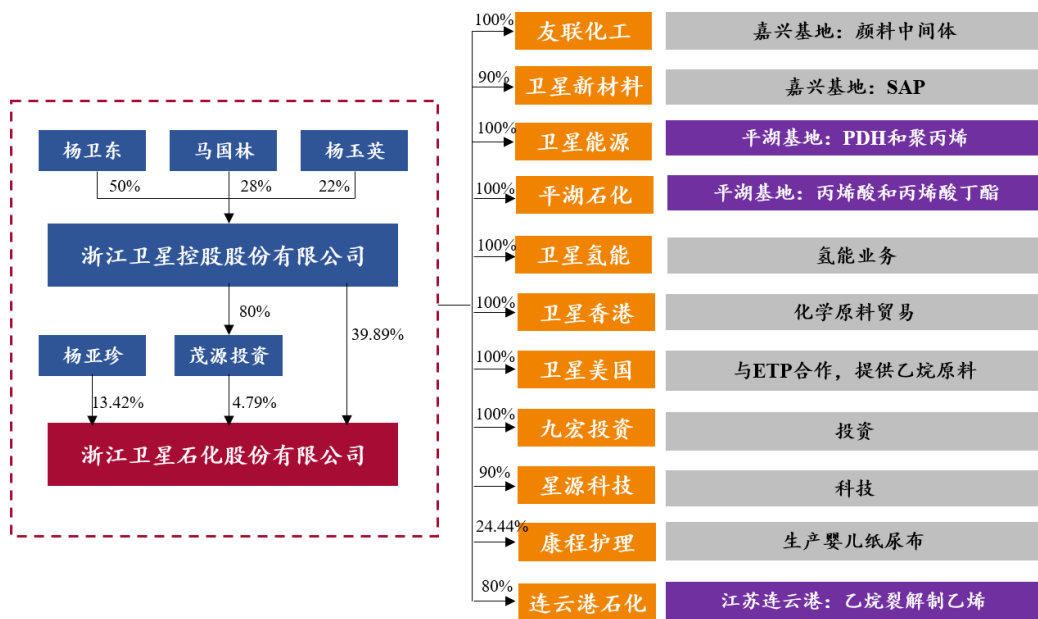 杨卫东
马国林
杨玉英
50%
28%
22%
浙江卫星控股股份有限公司
80%
39.89%
杨亚珍
茂源投资
13.42%
4.79%
浙江卫星石化股份有限公司
100%
友联化工
嘉兴基地：颜料中间体
90%
卫星新材料
嘉兴基地：SAP
100%
卫星能源
平湖基地：PDH和聚丙烯
100%
平湖石化
平湖基地：丙烯酸和丙烯酸丁酯
100%
卫星氢能
氢能业务
100%
卫星香港
化学原料贸易
100%
卫星美国
与ETP合作，提供乙烷原料
100%
九宏投资
投资
90%
星源科技
科技
24.44%
康程护理
生产婴儿纸尿布
80%
连云港石化
江苏连云港：乙烷裂解制乙烯